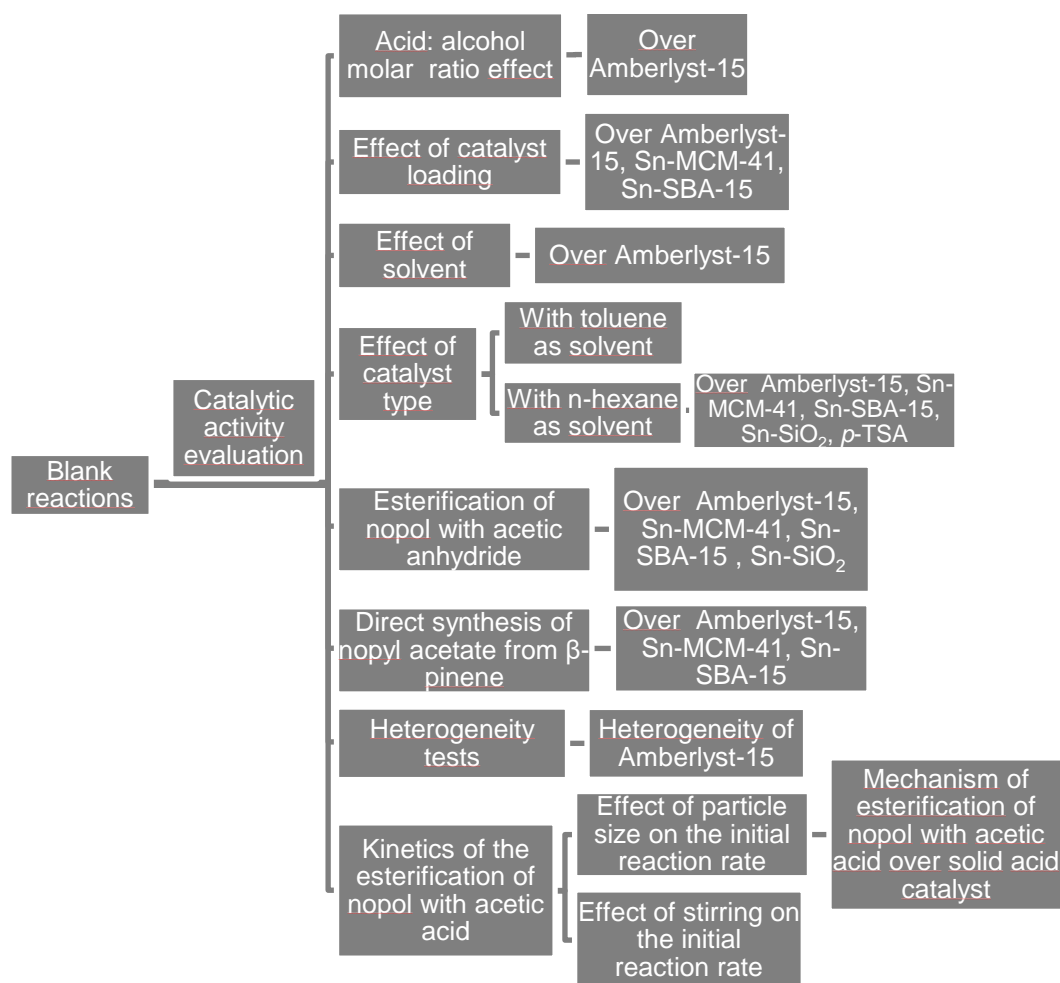 Blank
reactions
Catalytic
activity
evaluation
Acid: alcohol
molar ratio effect
Over
Amberlyst-15
Effect of catalyst
loading
Over Amberlyst-
15, Sn-MCM-41,
Sn-SBA-15
Effect of
solvent
Over Amberlyst-15
Effect of
catalyst
type
With toluene
as solvent
With n-hexane
as solvent
Over Amberlyst-15, Sn-
MCM-41, Sn-SBA-15,
Sn-SiO₂, p-TSA
Esterification of
nopol with acetic
anhydride
Over Amberlyst-15,
Sn-MCM-41, Sn-
SBA-15 , Sn-SiO₂
Direct synthesis of
nopyl acetate from β-
pinene
Over Amberlyst-15,
Sn-MCM-41, Sn-
SBA-15
Heterogeneity
tests
Heterogeneity of
Amberlyst-15
Kinetics of the
esterification of
nopol with acetic
acid
Effect of particle
size on the initial
reaction rate
Mechanism of
esterification of
nopol with acetic
acid over solid acid
catalyst
Effect of stirring on
the initial
reaction rate